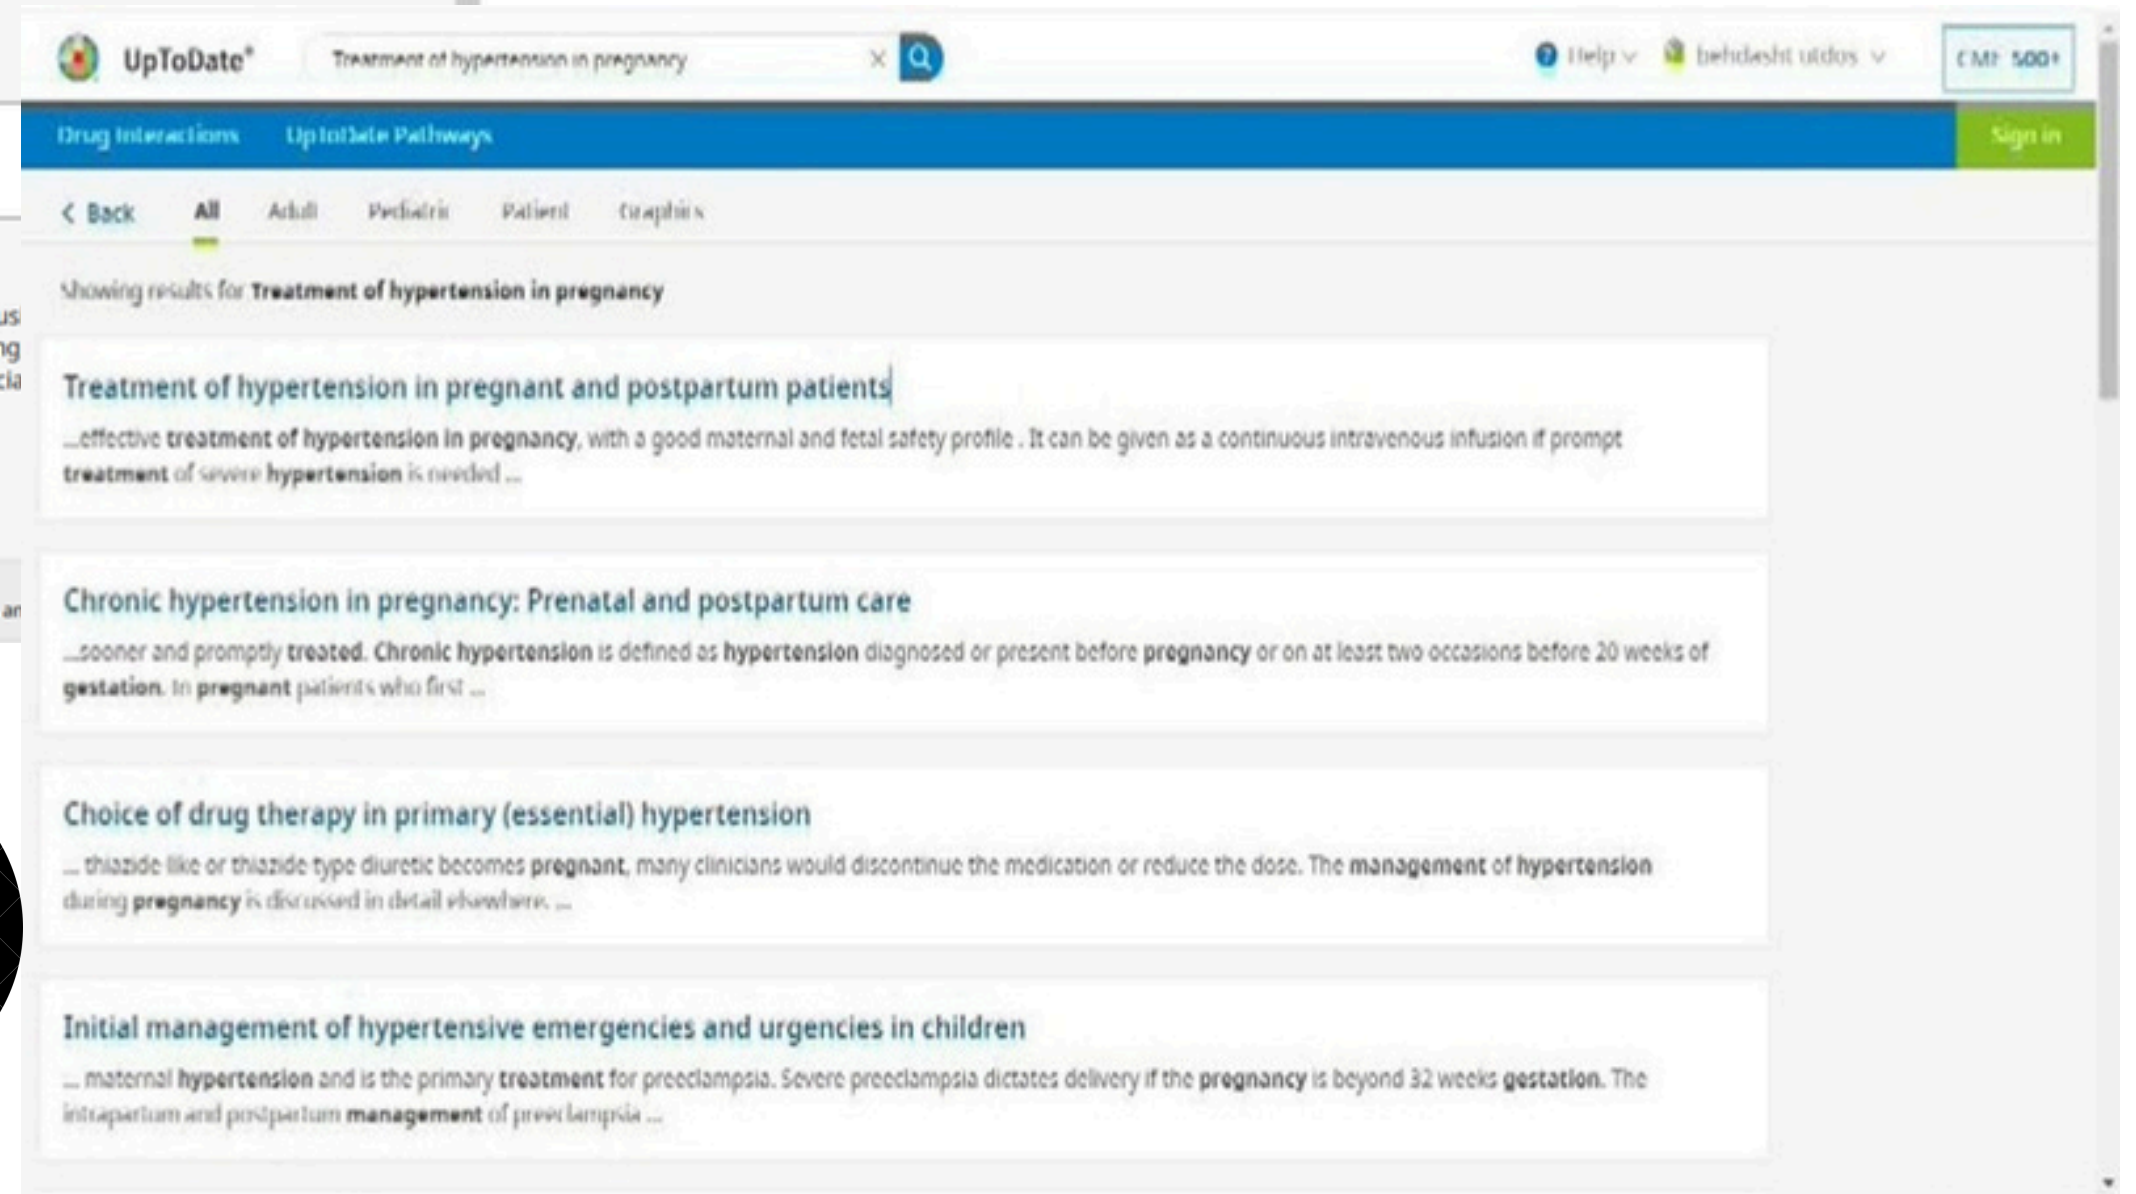 UpToDate®
Treatment of hypertension in pregnancy
Help
behdasht utdos
CME 500+
Drug Interactions
UpToDate Pathways
Sign in
Back
All
Adult
Pediatric
Patient
Graphics
us
ng
cia
an
Showing results for Treatment of hypertension in pregnancy
Treatment of hypertension in pregnant and postpartum patients
...effective treatment of hypertension in pregnancy, with a good maternal and fetal safety profile . It can be given as a continuous intravenous infusion if prompt
treatment of severe hypertension is needed ...
Chronic hypertension in pregnancy: Prenatal and postpartum care
...sooner and promptly treated. Chronic hypertension is defined as hypertension diagnosed or present before pregnancy or on at least two occasions before 20 weeks of
gestation. In pregnant patients who first ...
Choice of drug therapy in primary (essential) hypertension
... thiazide like or thiazide type diuretic becomes pregnant, many clinicians would discontinue the medication or reduce the dose. The management of hypertension
during pregnancy is discussed in detail elsewhere. ...
Initial management of hypertensive emergencies and urgencies in children
... maternal hypertension and is the primary treatment for preeclampsia. Severe preeclampsia dictates delivery if the pregnancy is beyond 32 weeks gestation. The
intrapartum and postpartum management of preeclampsia ...